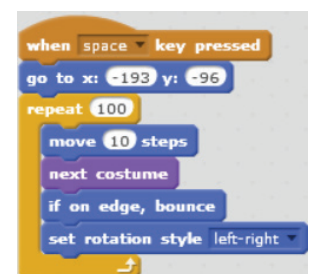 when space key pressed
go to x: -193 y: -96
repeat 100
move 10 steps
next costume
if on edge, bounce
set rotation style left-right